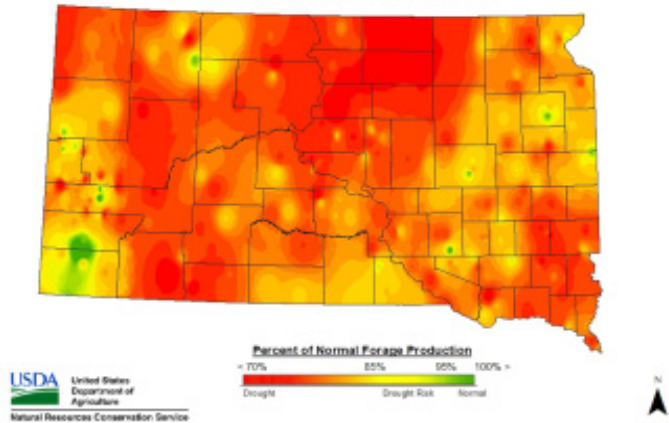 Percent of Normal Forage Production
< 70% 85% 95% 100% >
Drought Drought Risk Normal
USDA
United States
Department of
Agriculture
Natural Resources Conservation Service
N